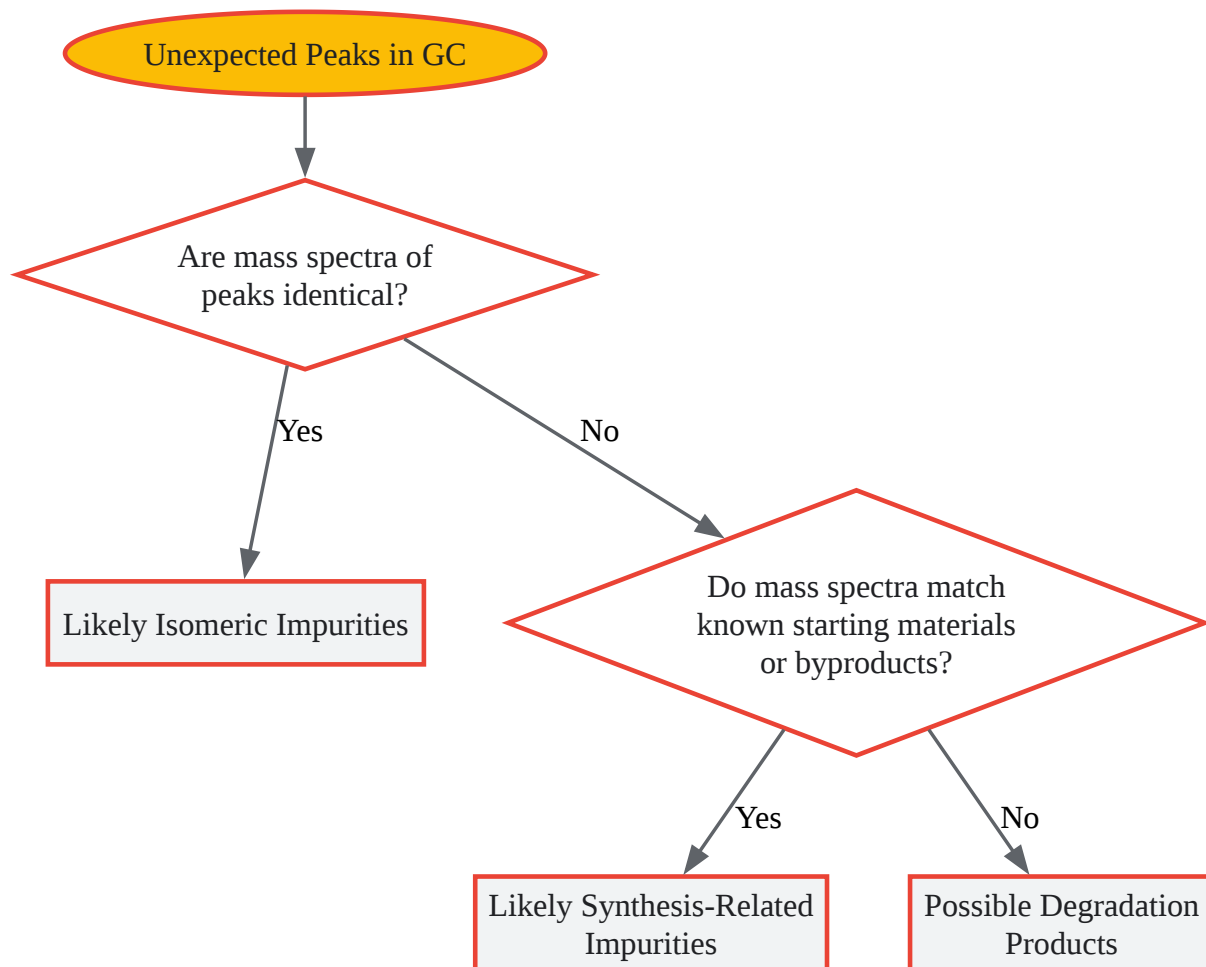 Unexpected Peaks in GC
Are mass spectra of
peaks identical?
Yes
No
Likely Isomeric Impurities
Do mass spectra match
known starting materials
or byproducts?
Yes
No
Likely Synthesis-Related
Impurities
Possible Degradation
Products